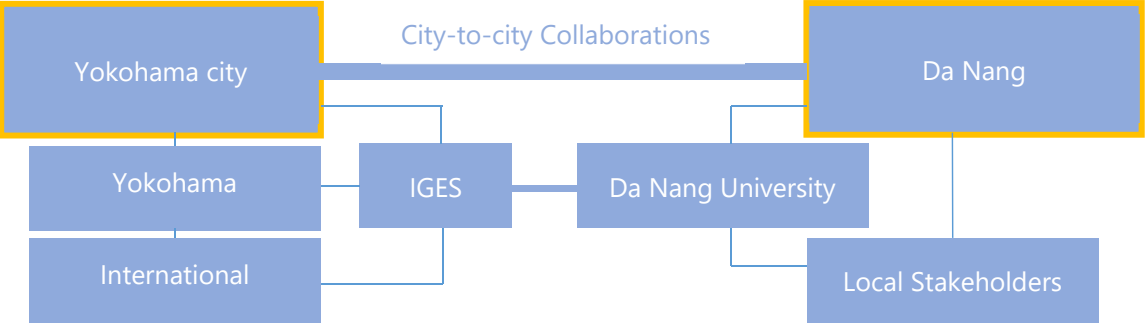 City-to-city Collaborations
Yokohama city
Da Nang
Yokohama
IGES
Da Nang University
International
Local Stakeholders